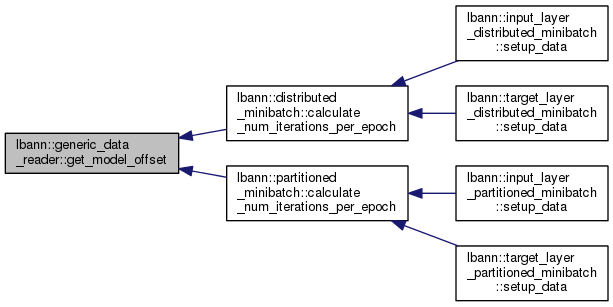 lbann::generic_data
_reader::get_model_offset
lbann::distributed
_minibatch::calculate
_num_iterations_per_epoch
lbann::partitioned
_minibatch::calculate
_num_iterations_per_epoch
lbann::input_layer
_distributed_minibatch
::setup_data
lbann::target_layer
_distributed_minibatch
::setup_data
lbann::input_layer
_partitioned_minibatch
::setup_data
lbann::target_layer
_partitioned_minibatch
::setup_data